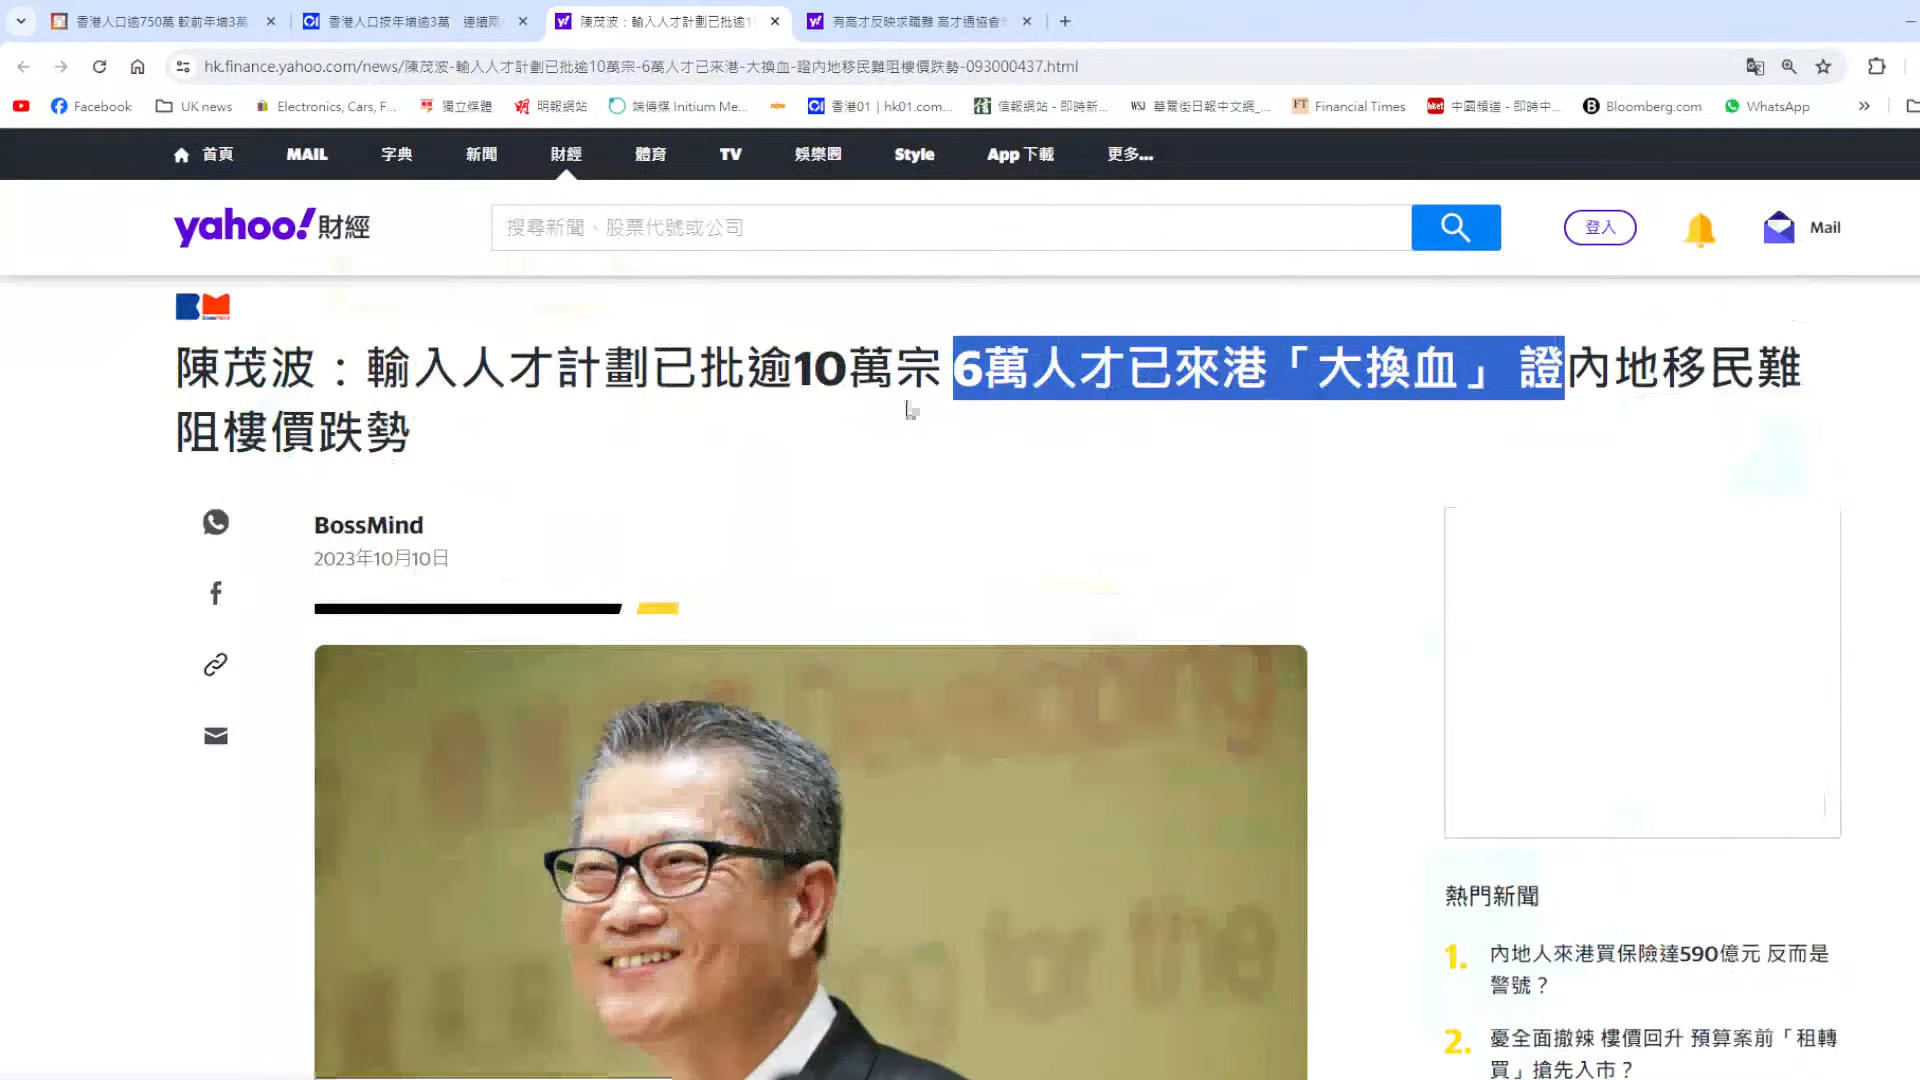 香港人口逾750萬 較前年增3萬
香港人口按年增逾3萬 連續兩
陳茂波：輸入人才計劃已批逾1
有高才反映求職難 高才通協會
hk.finance.yahoo.com/news/陳茂波-輸入人才計劃已批逾10萬宗-6萬人才已來港-大換血-證內地移民難阻樓價跌勢-093000437.html
Facebook
UK news
Electronics, Cars, F...
獨立媒體
明報網站
端傳媒 Initium Me...
香港01 | hk01.com...
信報網站 - 即時新...
WSJ
華爾街日報中文網_...
FT
Financial Times
hket
中國頻道 - 即時中...
Bloomberg.com
WhatsApp
首頁
MAIL
字典
新聞
財經
體育
TV
娛樂圈
Style
App 下載
更多...
yahoo!財經
搜尋新聞、股票代號或公司
登入
Mail
陳茂波：輸入人才計劃已批逾10萬宗 6萬人才已來港「大換血」 證內地移民難
阻樓價跌勢
BossMind
2023年10月10日
for the
熱門新聞
1.
內地人來港買保險達590億元 反而是
警號？
2.
憂全面撤辣 樓價回升 預算案前「租轉
買」搶先入市？